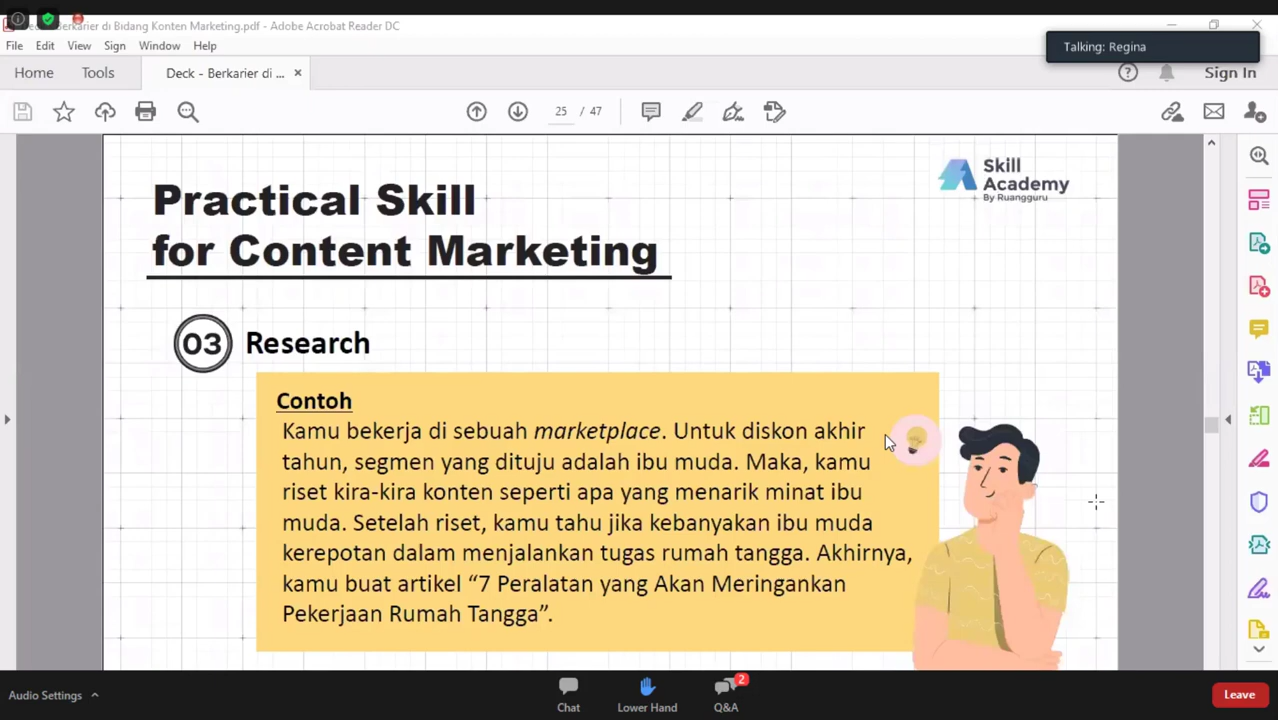 Berkarier di Bidang Konten Marketing.pdf - Adobe Acrobat Reader DC
File Edit View Sign Window Help
Talking: Regina
Home Tools Deck - Berkarier di ... × Sign In
25 / 47
Practical Skill
for Content Marketing
Skill
Academy
By Ruangguru
03 Research
Contoh
Kamu bekerja di sebuah marketplace. Untuk diskon akhir
tahun, segmen yang dituju adalah ibu muda. Maka, kamu
riset kira-kira konten seperti apa yang menarik minat ibu
muda. Setelah riset, kamu tahu jika kebanyakan ibu muda
kerepotan dalam menjalankan tugas rumah tangga. Akhirnya,
kamu buat artikel “7 Peralatan yang Akan Meringankan
Pekerjaan Rumah Tangga”.
Audio Settings Chat Lower Hand Q&A 2 Leave